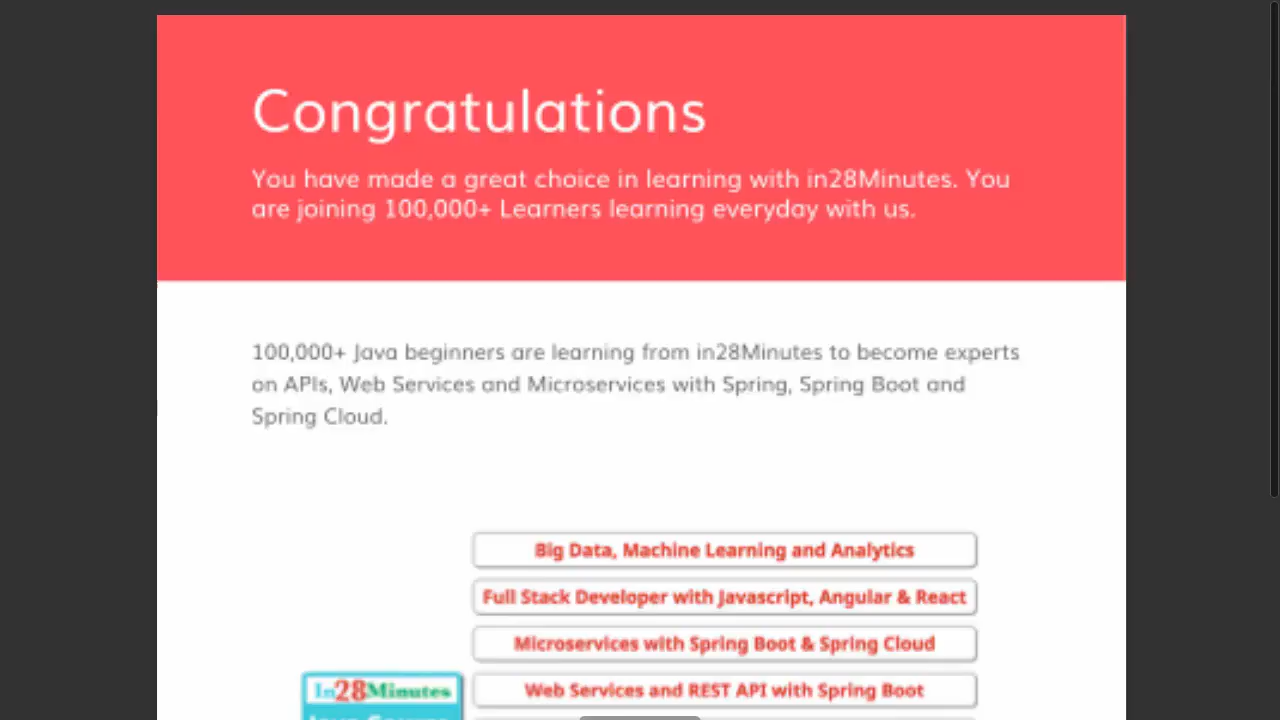 Congratulations
You have made a great choice in learning with in28Minutes. You
are joining 100,000+ Learners learning everyday with us.
100,000+ Java beginners are learning from in28Minutes to become experts
on APIs, Web Services and Microservices with Spring, Spring Boot and
Spring Cloud.
Big Data, Machine Learning and Analytics
Full Stack Developer with Javascript, Angular & React
Microservices with Spring Boot & Spring Cloud
In28Minutes
Web Services and REST API with Spring Boot